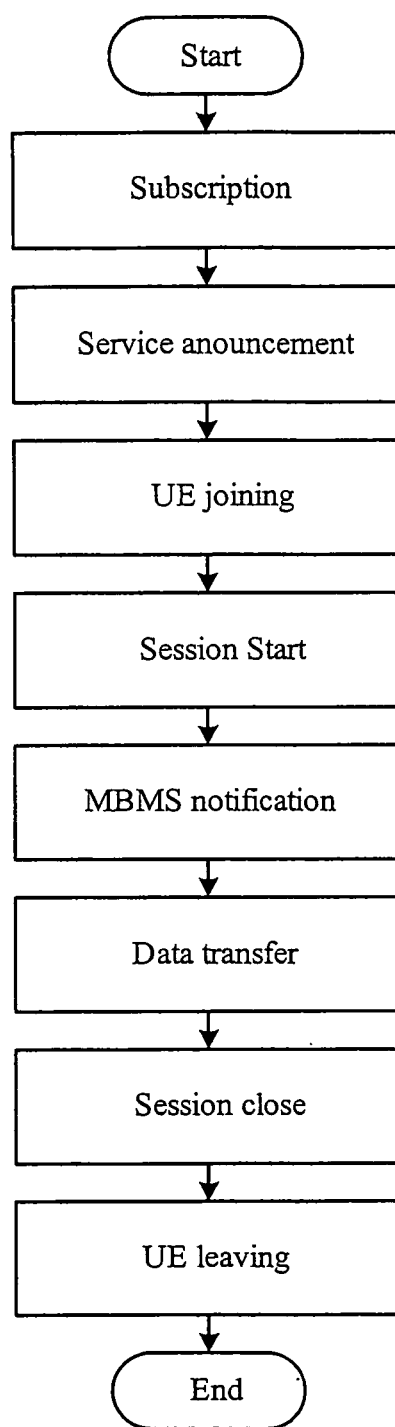 Start
Subscription
Service anouncement
UE joining
Session Start
MBMS notification
Data transfer
Session close
UE leaving
End